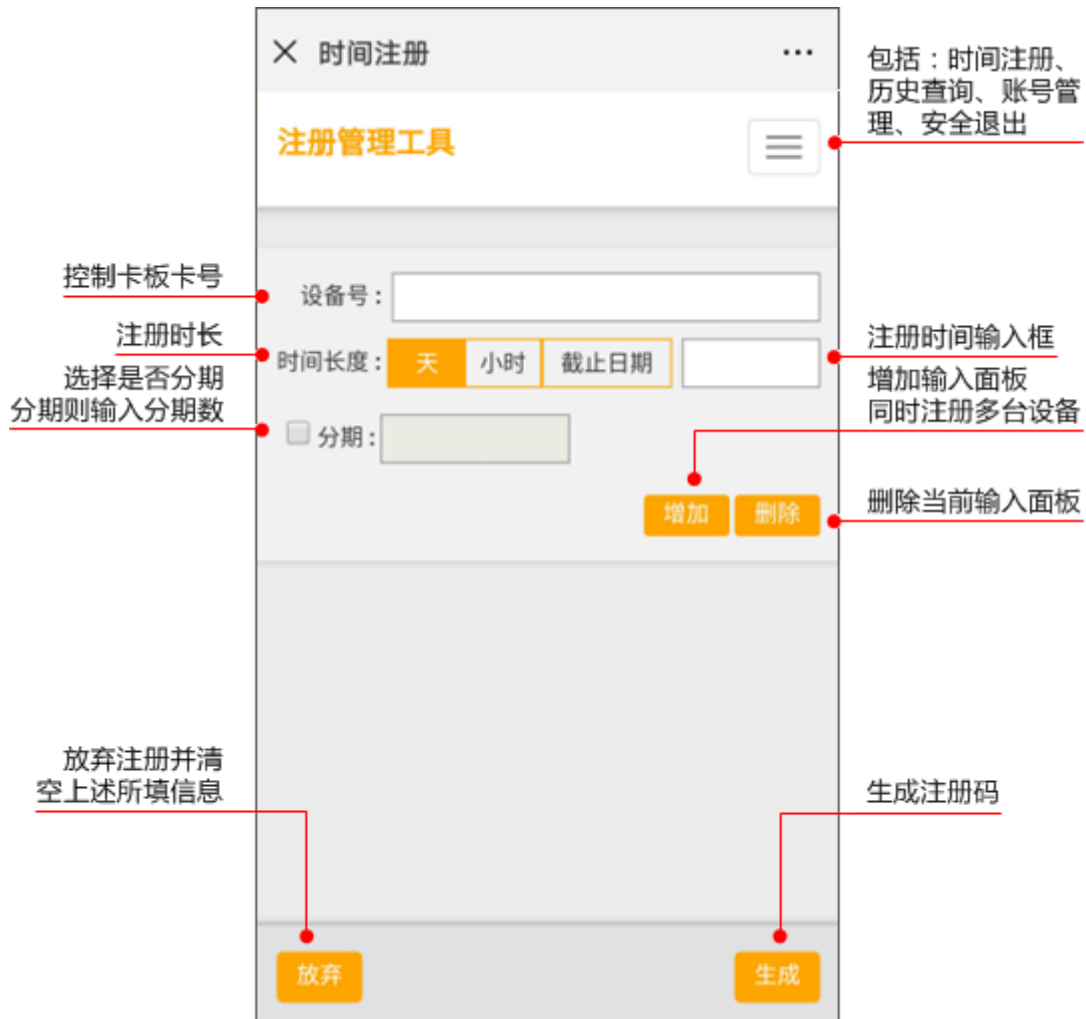 时间注册
包括：时间注册、
历史查询、账号管
理、安全退出
注册管理工具
控制卡板卡号
设备号：
注册时长
时间长度：
天
小时
截止日期
注册时间输入框
选择是否分期
分期则输入分期数
分期：
增加输入面板
同时注册多台设备
增加
删除
删除当前输入面板
放弃注册并清
空上述所填信息
生成注册码
放弃
生成